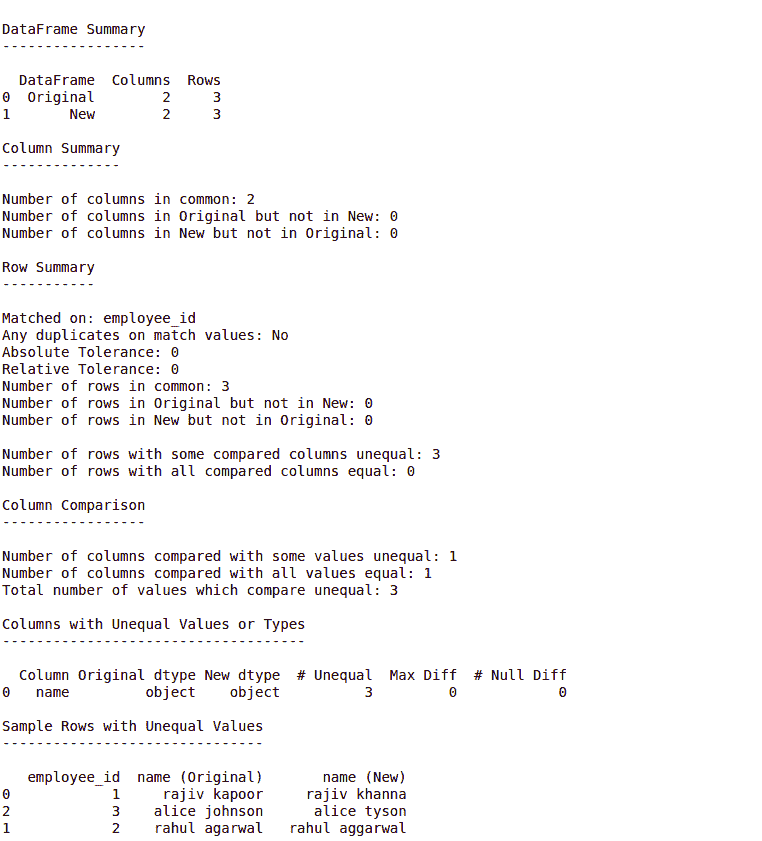 DataFrame Summary
-----------------
  DataFrame  Columns  Rows
0  Original        2     3
1       New        2     3
Column Summary
--------------
Number of columns in common: 2
Number of columns in Original but not in New: 0
Number of columns in New but not in Original: 0
Row Summary
-----------
Matched on: employee_id
Any duplicates on match values: No
Absolute Tolerance: 0
Relative Tolerance: 0
Number of rows in common: 3
Number of rows in Original but not in New: 0
Number of rows in New but not in Original: 0
Number of rows with some compared columns unequal: 3
Number of rows with all compared columns equal: 0
Column Comparison
-----------------
Number of columns compared with some values unequal: 1
Number of columns compared with all values equal: 1
Total number of values which compare unequal: 3
Columns with Unequal Values or Types
------------------------------------
  Column Original dtype New dtype  # Unequal  Max Diff  # Null Diff
0   name         object    object          3         0            0
Sample Rows with Unequal Values
-------------------------------
   employee_id  name (Original)       name (New)
0            1     rajiv kapoor     rajiv khanna
2            3    alice johnson      alice tyson
1            2    rahul agarwal   rahul aggarwal